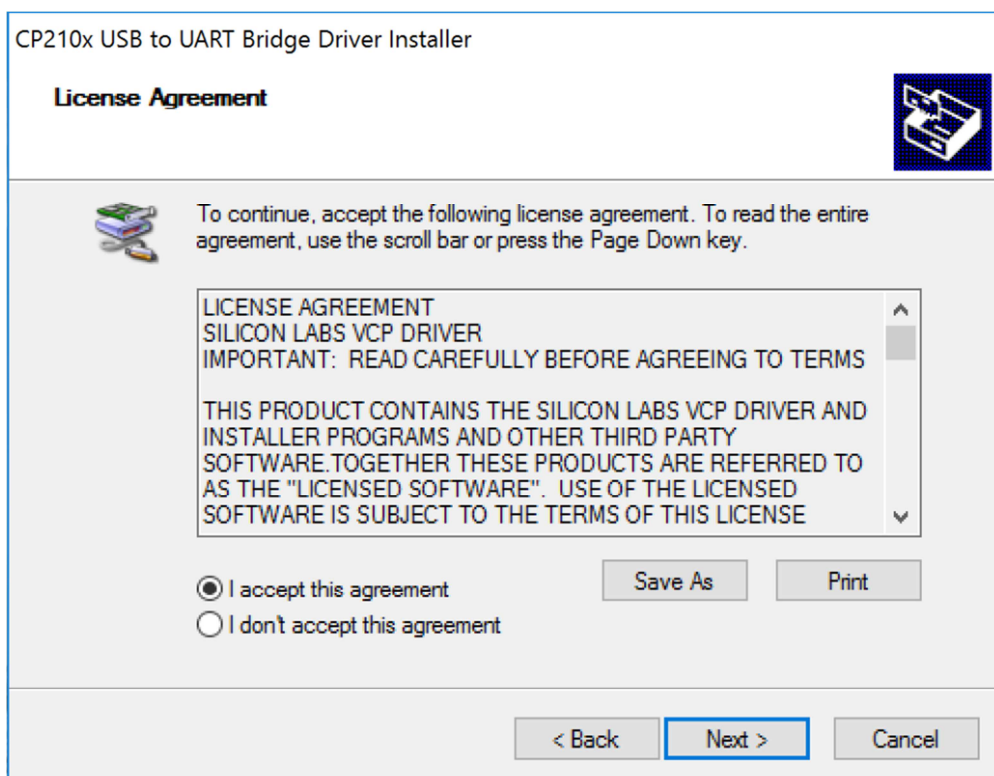 CP210x USB to UART Bridge Driver Installer
License Agreement
To continue, accept the following license agreement. To read the entire
agreement, use the scroll bar or press the Page Down key.
LICENSE AGREEMENT
SILICON LABS VCP DRIVER
IMPORTANT:  READ CAREFULLY BEFORE AGREEING TO TERMS
THIS PRODUCT CONTAINS THE SILICON LABS VCP DRIVER AND
INSTALLER PROGRAMS AND OTHER THIRD PARTY
SOFTWARE.TOGETHER THESE PRODUCTS ARE REFERRED TO
AS THE "LICENSED SOFTWARE".  USE OF THE LICENSED
SOFTWARE IS SUBJECT TO THE TERMS OF THIS LICENSE
I accept this agreement
Save As
Print
I don't accept this agreement
< Back
Next >
Cancel